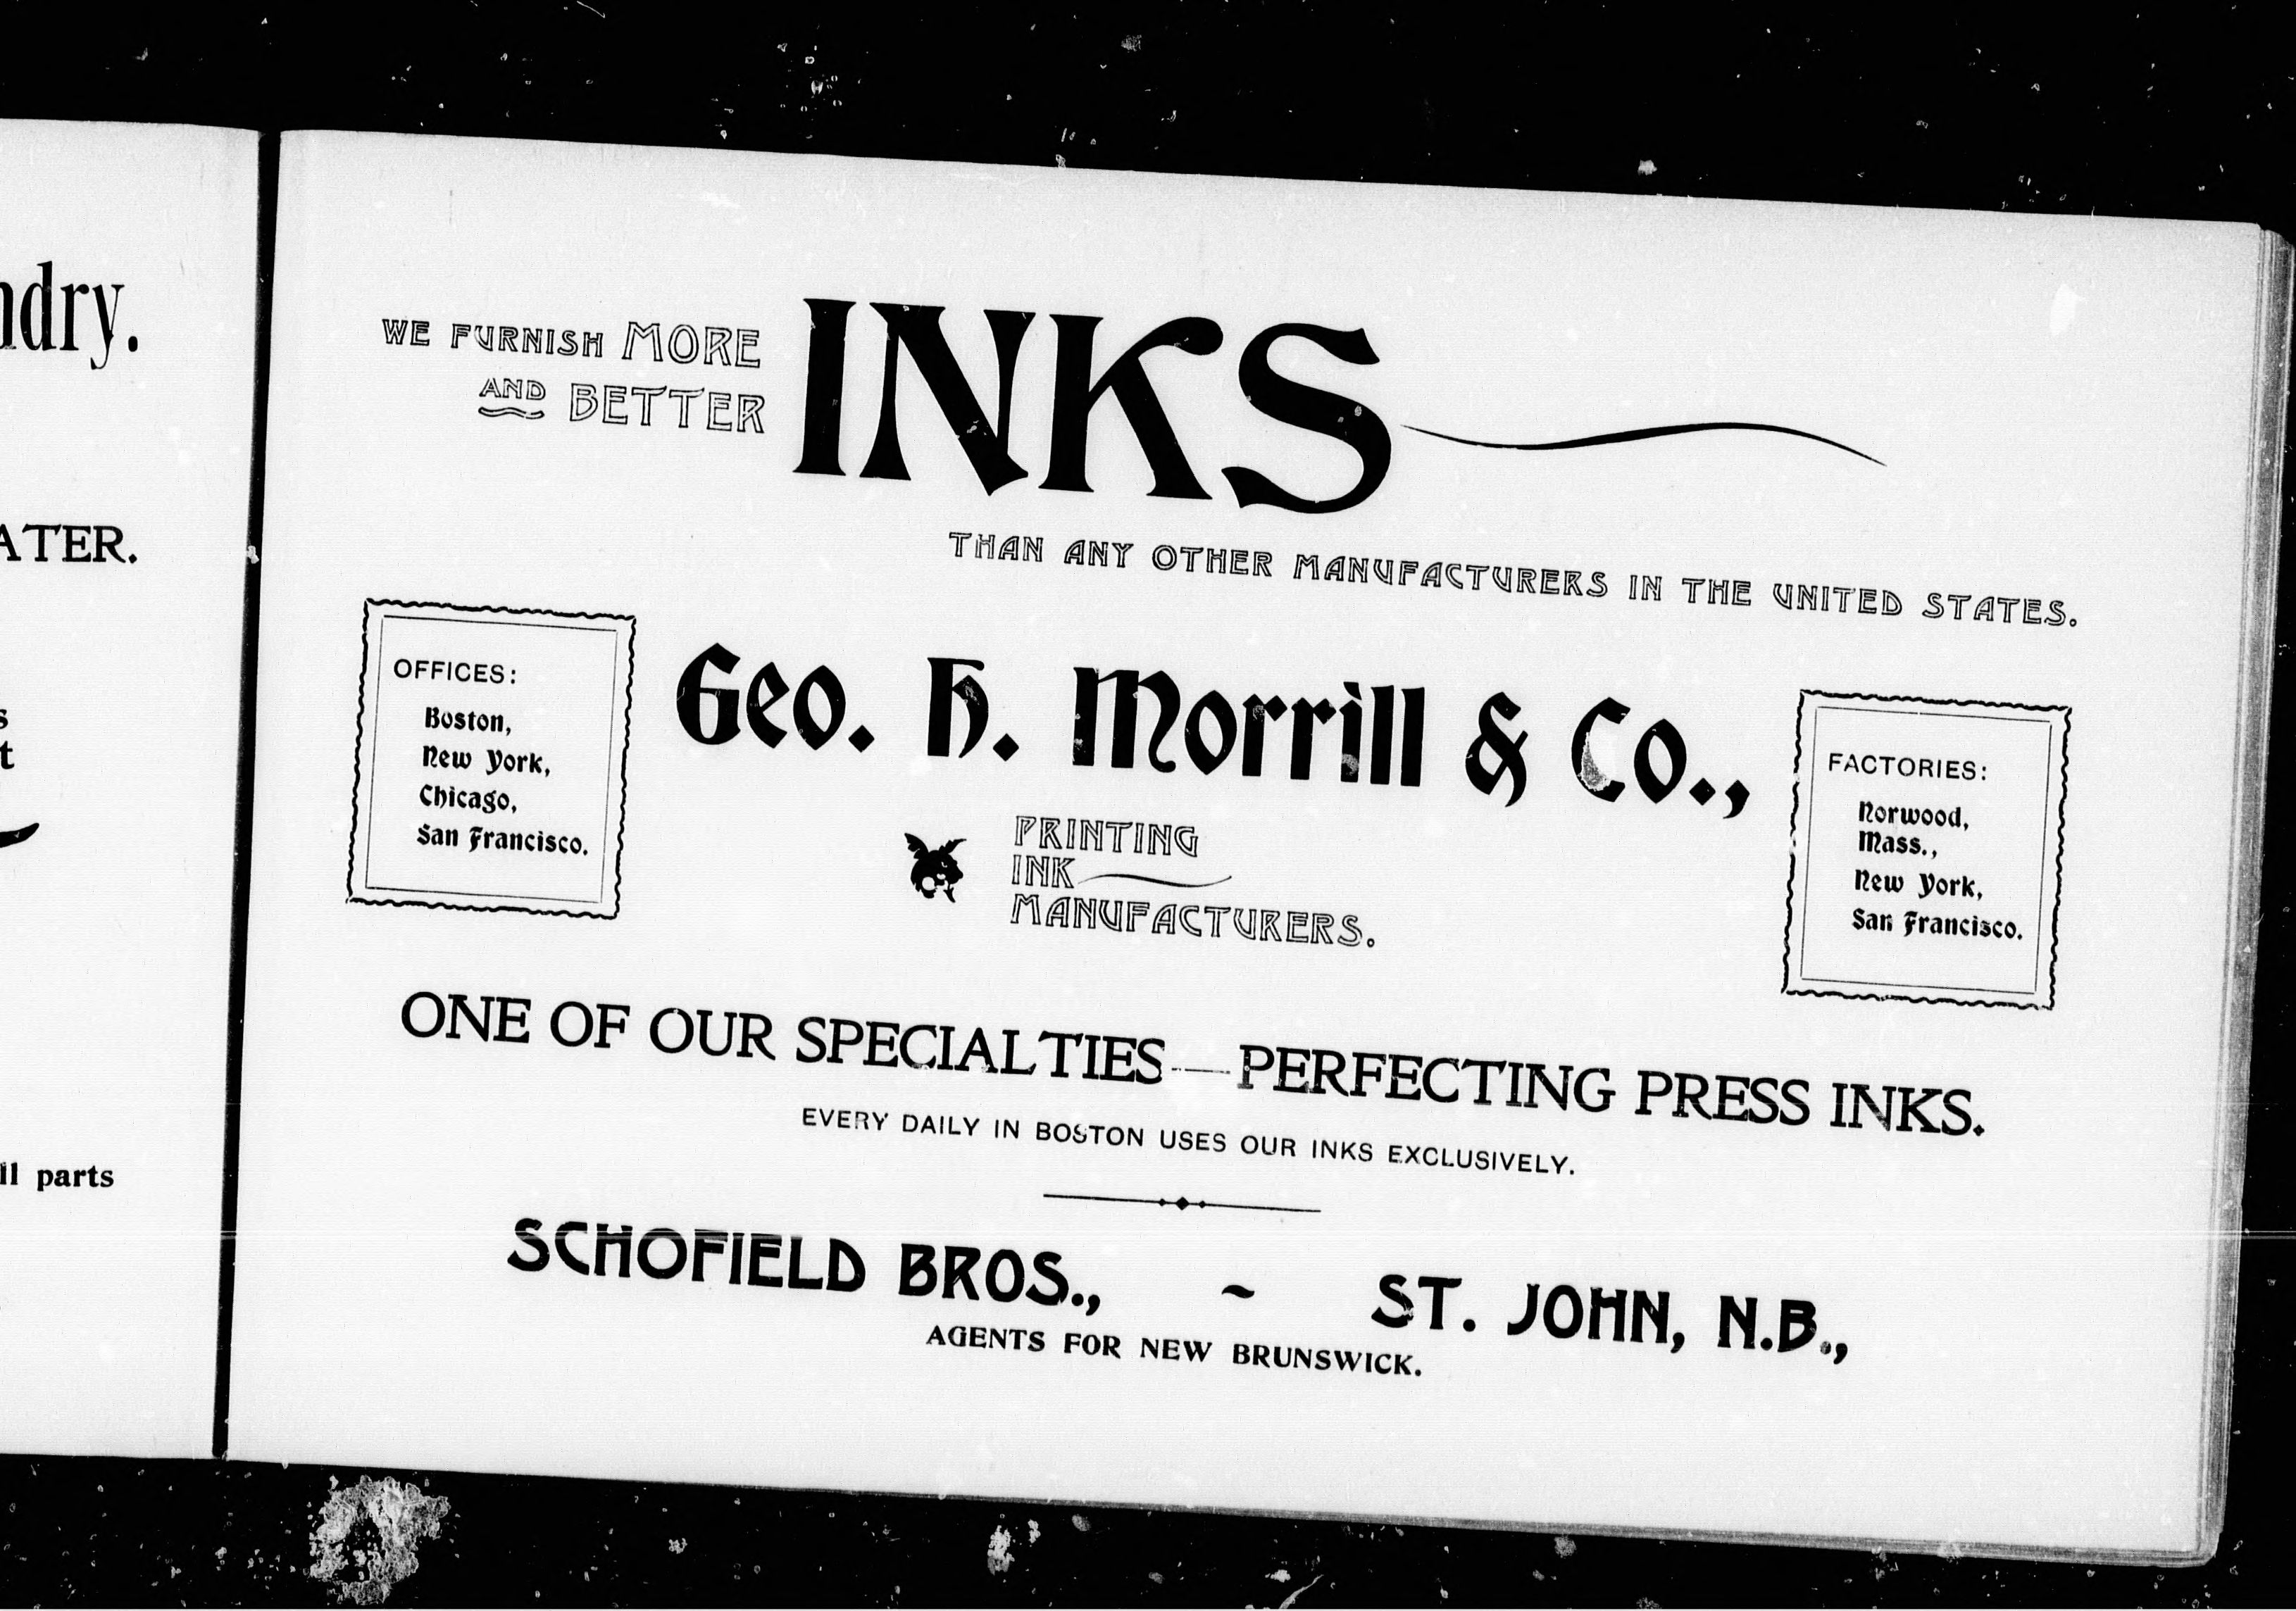 ndry.
ATER.
s
t
ll parts
WE FURNISH MORE
AND BETTER
INKS
THAN ANY OTHER MANUFACTURERS IN THE UNITED STATES.
OFFICES:
Boston,
New York,
Chicago,
San Francisco.
Geo. H. Morrill & Co.,
PRINTING
INK
MANUFACTURERS.
FACTORIES:
Norwood,
Mass.,
New York,
San Francisco.
ONE OF OUR SPECIALTIES—PERFECTING PRESS INKS.
EVERY DAILY IN BOSTON USES OUR INKS EXCLUSIVELY.
SCHOFIELD BROS., ~ ST. JOHN, N.B.,
AGENTS FOR NEW BRUNSWICK.